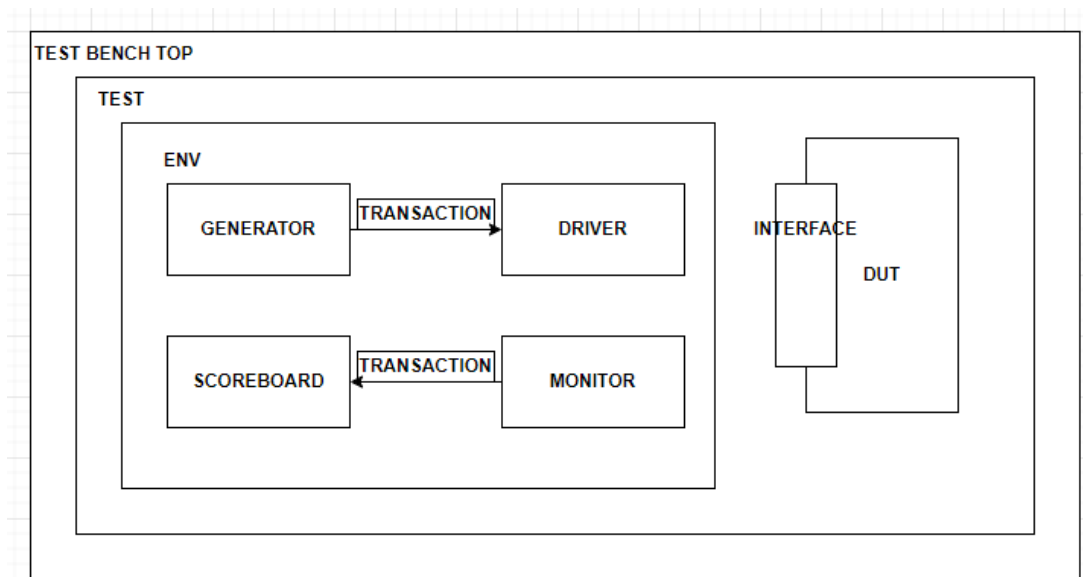 TEST BENCH TOP
TEST
ENV
GENERATOR
TRANSACTION
DRIVER
INTERFACE
DUT
SCOREBOARD
TRANSACTION
MONITOR